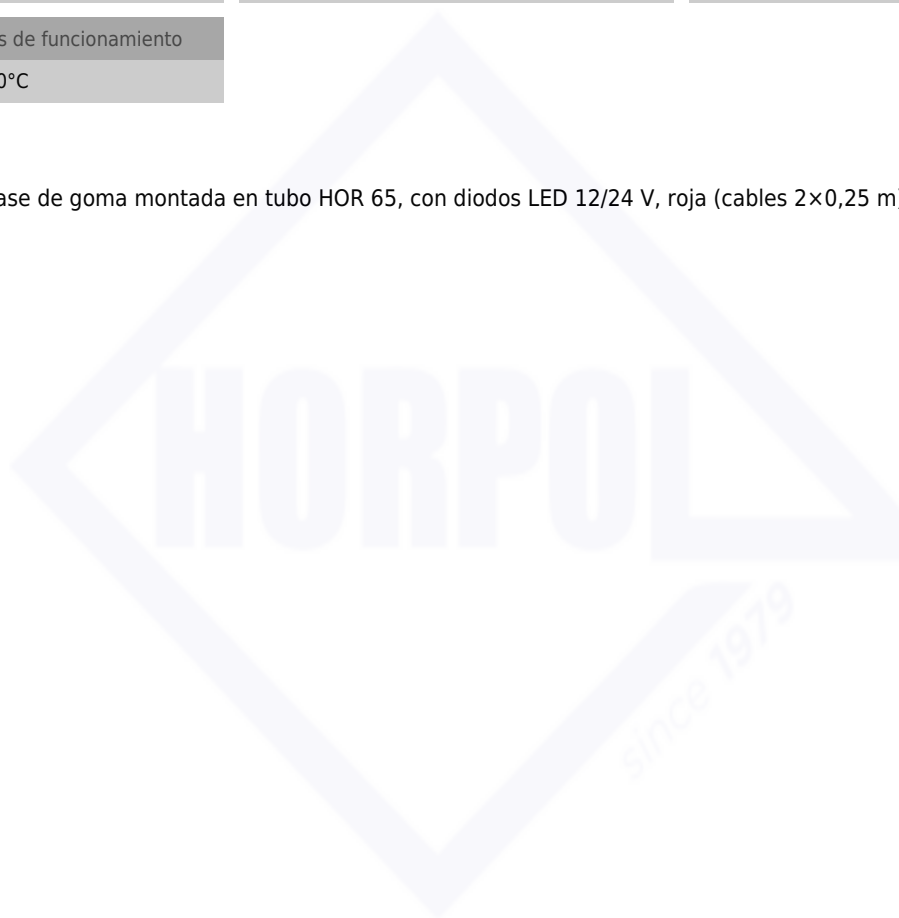 s de funcionamiento
0°C
ase de goma montada en tubo HOR 65, con diodos LED 12/24 V, roja (cables 2×0,25 m)
HORPOL
since 1979